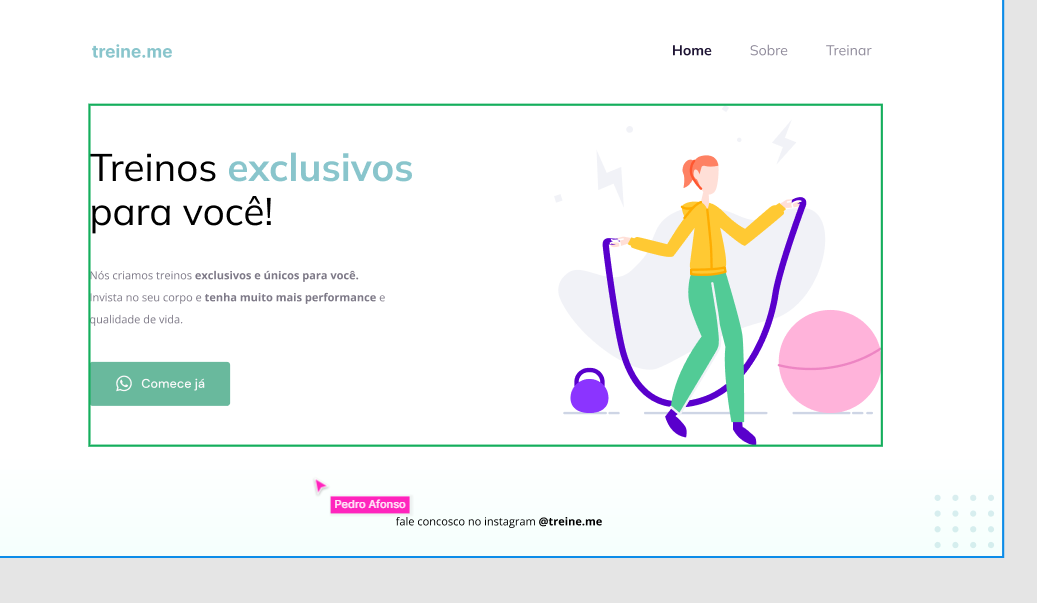 treine.me
Home Sobre Treinar
Treinos exclusivos
para você!
Nós criamos treinos exclusivos e únicos para você.
Invista no seu corpo e tenha muito mais performance e
qualidade de vida.
Comece já
Pedro Afonso
fale concosco no instagram @treine.me